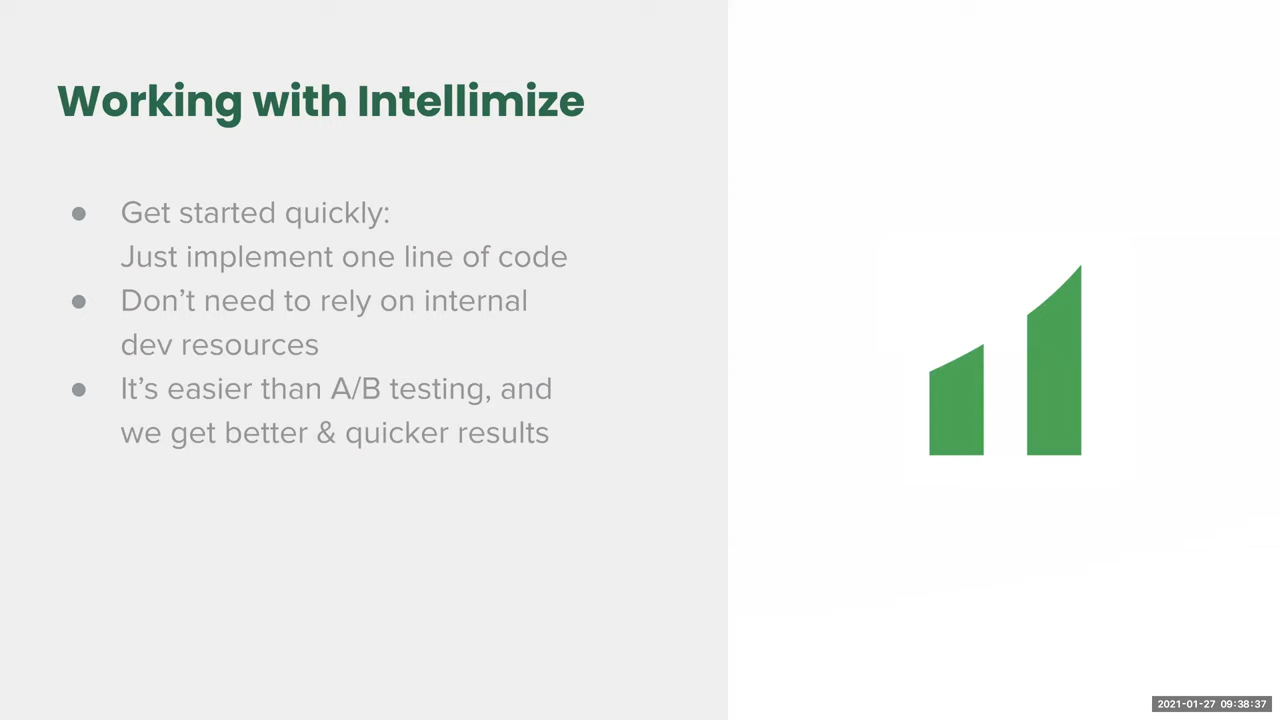 Working with Intellimize
● Get started quickly:
Just implement one line of code
● Don’t need to rely on internal
dev resources
● It’s easier than A/B testing, and
we get better & quicker results
2021-01-27 09:38:37